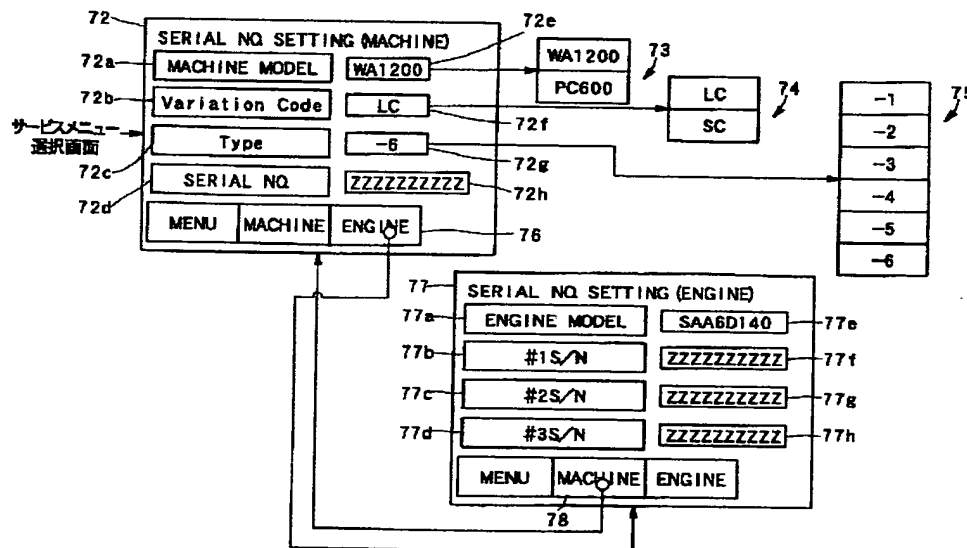 72
SERIAL NO. SETTING (MACHINE)
72e
72a
MACHINE MODEL
WA1200
WA1200
73
PC600
72b
Variation Code
LC
72f
LC
74
SC
サービスメニュー
選択画面
72c
Type
-6
72g
72d
SERIAL NO.
ZZZZZZZZZZ
72h
MENU
MACHINE
ENGINE
76
-1
75
-2
-3
-4
-5
-6
77
SERIAL NO. SETTING (ENGINE)
77a
ENGINE MODEL
SAA6D140
77e
77b
#1S/N
ZZZZZZZZZZ
77f
77c
#2S/N
ZZZZZZZZZZ
77g
77d
#3S/N
ZZZZZZZZZZ
77h
MENU
MACHINE
ENGINE
78